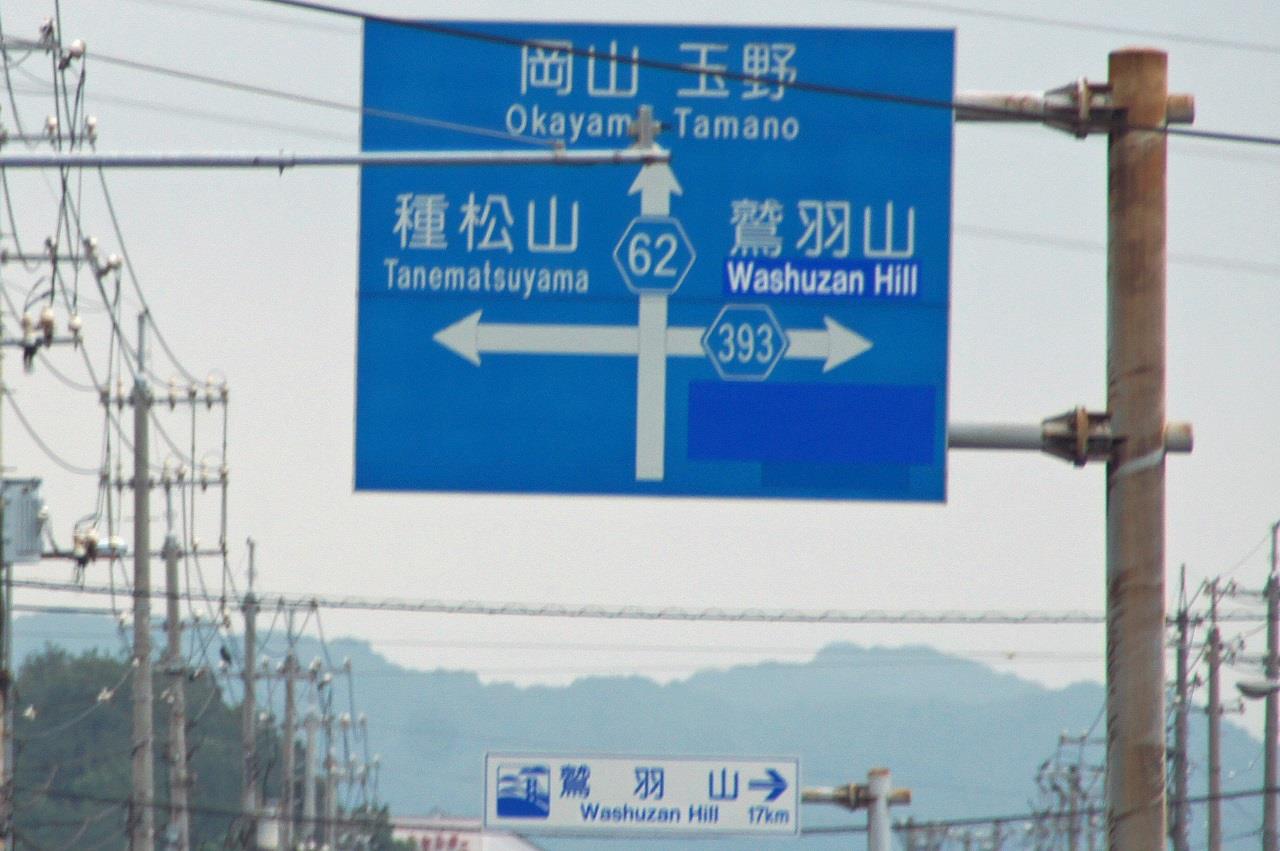 岡山 玉野
Okayam Tamano
種松山
Tanematsuyama
62
鷲羽山
Washuzan Hill
393
鷲羽山
Washuzan Hill 17km